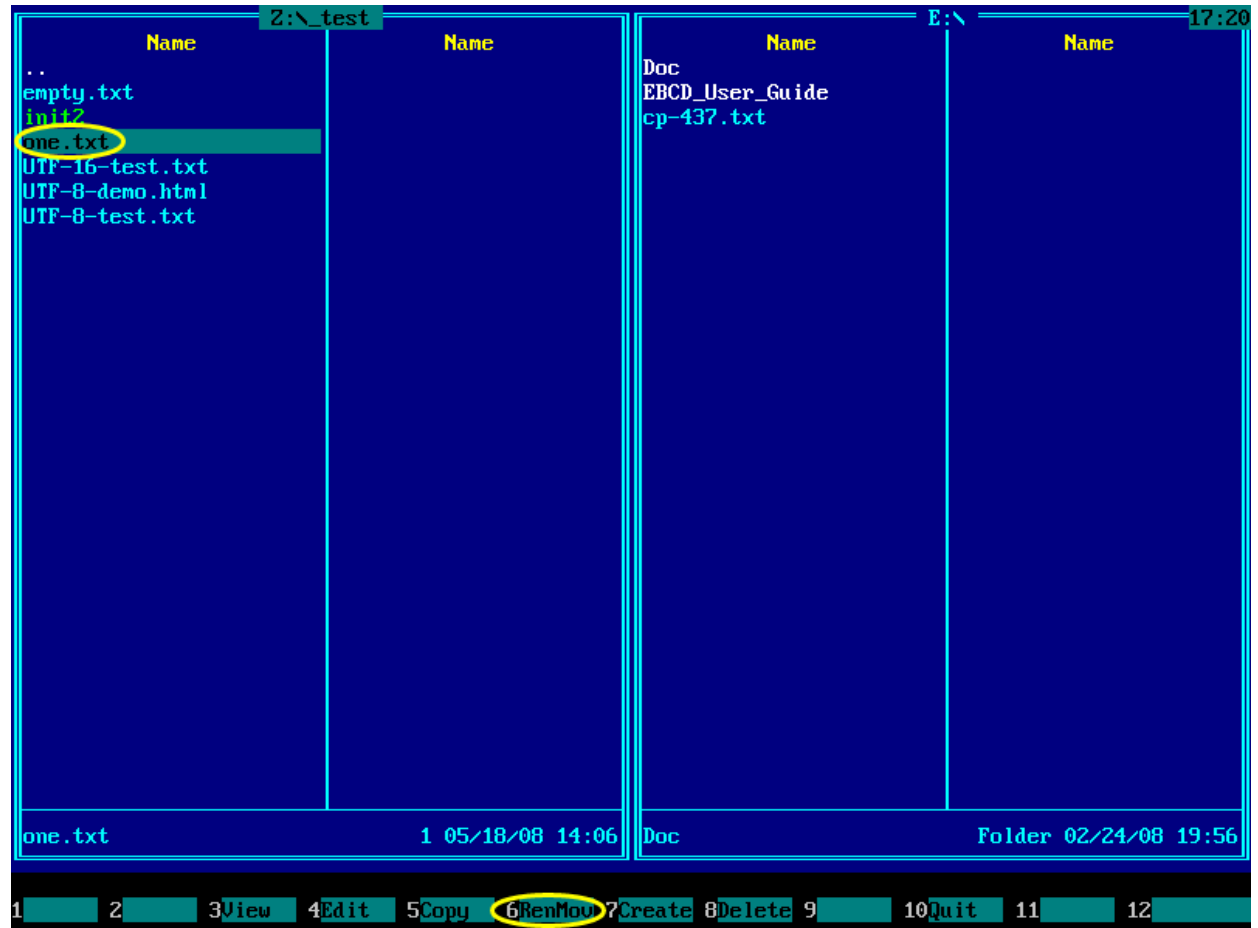 Z:\_test
E:\ 17:20
Name Name Name Name
..
empty.txt
init2
one.txt
UTF-16-test.txt
UTF-8-demo.html
UTF-8-test.txt
Doc
EBCD_User_Guide
cp-437.txt
one.txt 1 05/18/08 14:06
Doc Folder 02/24/08 19:56
1 2 3View 4Edit 5Copy 6RenMov 7Create 8Delete 9 10Quit 11 12